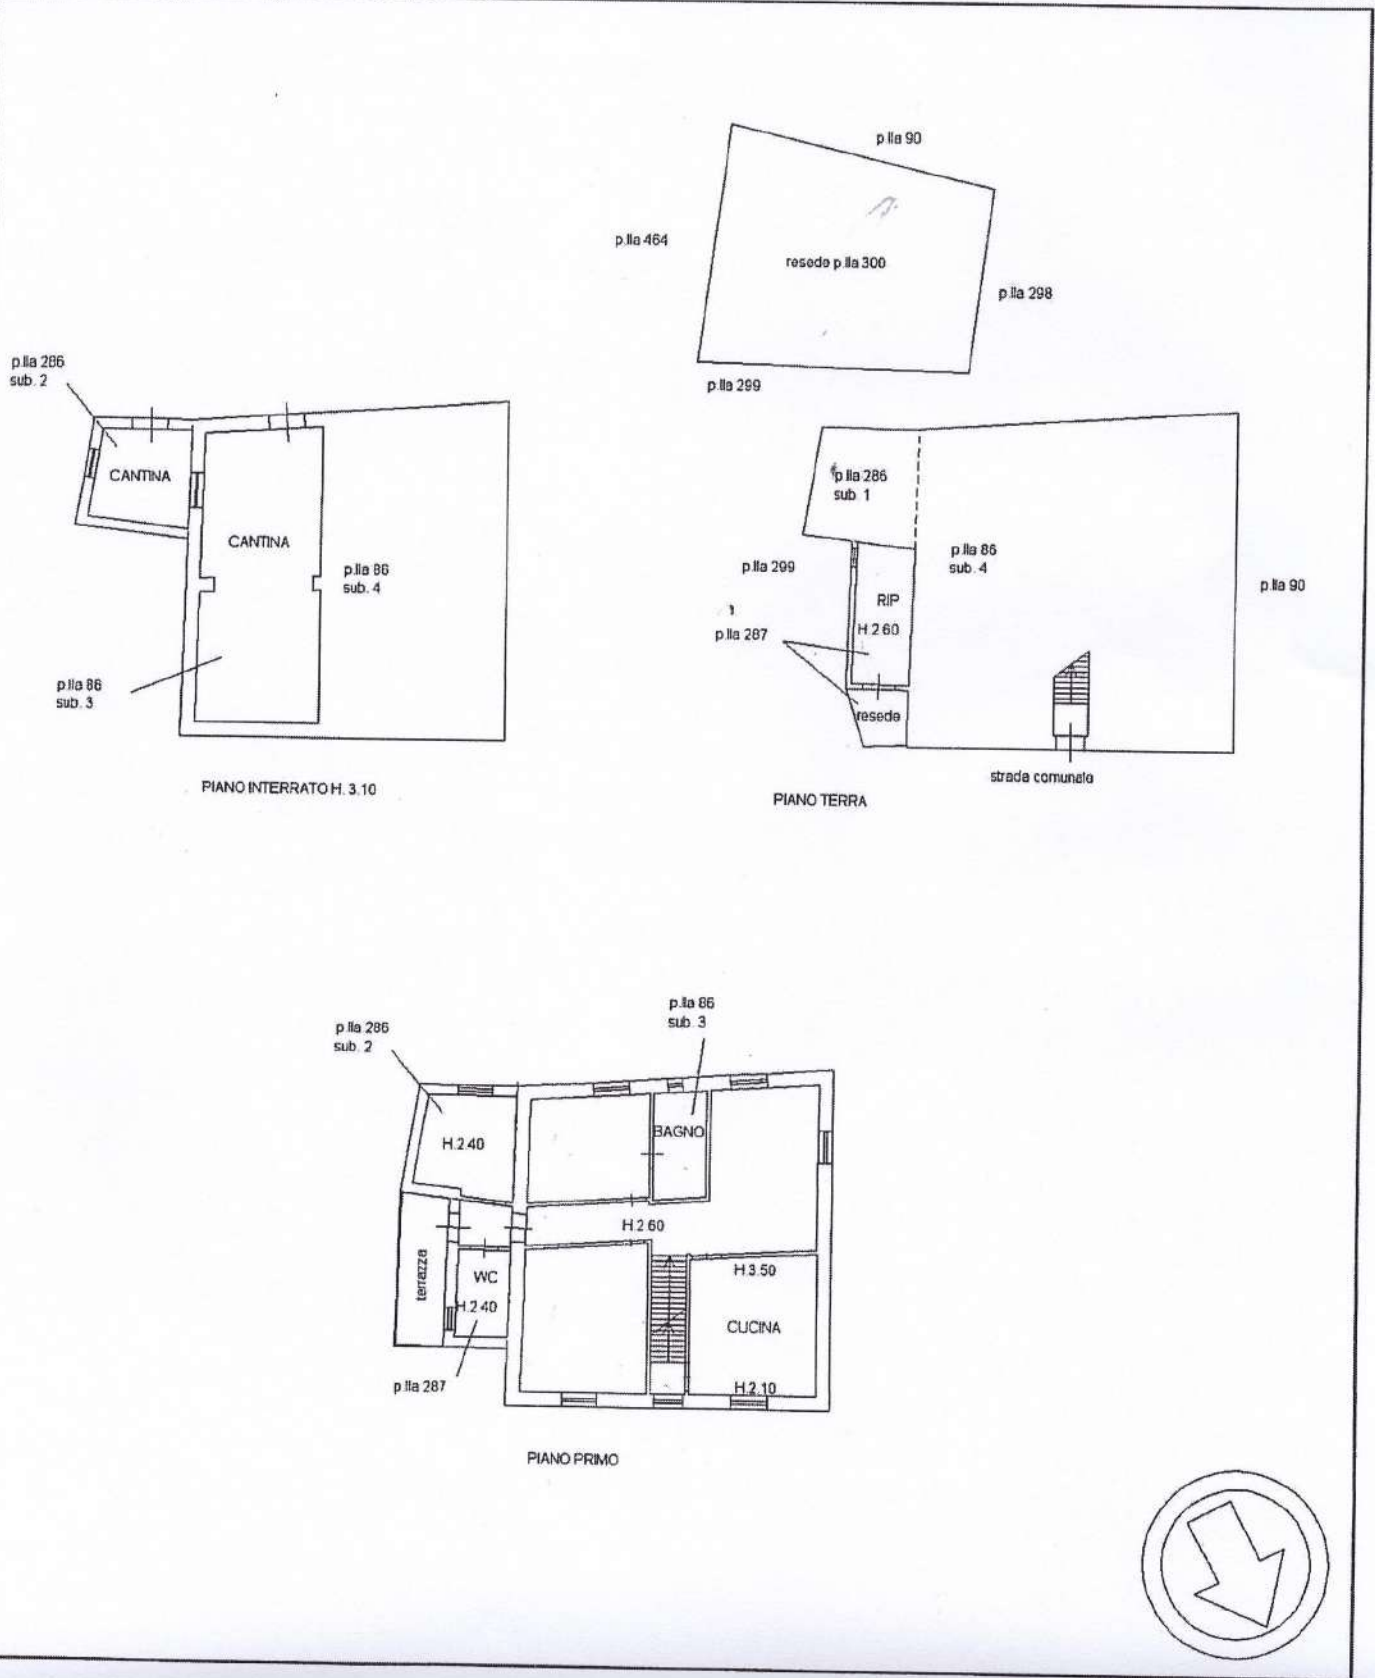 p.lla 90
p.lla 464
resede p.lla 300
p.lla 298
p.lla 299
p.lla 286
sub. 2
CANTINA
CANTINA
p.lla 86
sub. 4
p.lla 86
sub. 3
PIANO INTERRATO H. 3.10
p.lla 286
sub. 1
p.lla 299
p.lla 86
sub. 4
p.lla 90
RIP
H.2.60
p.lla 287
resede
strada comunale
PIANO TERRA
p.lla 86
sub. 3
p.lla 286
sub. 2
BAGNO
H.2.40
H.2.60
terrazza
WC
H.2.40
H.3.50
CUCINA
H.2.10
p.lla 287
PIANO PRIMO